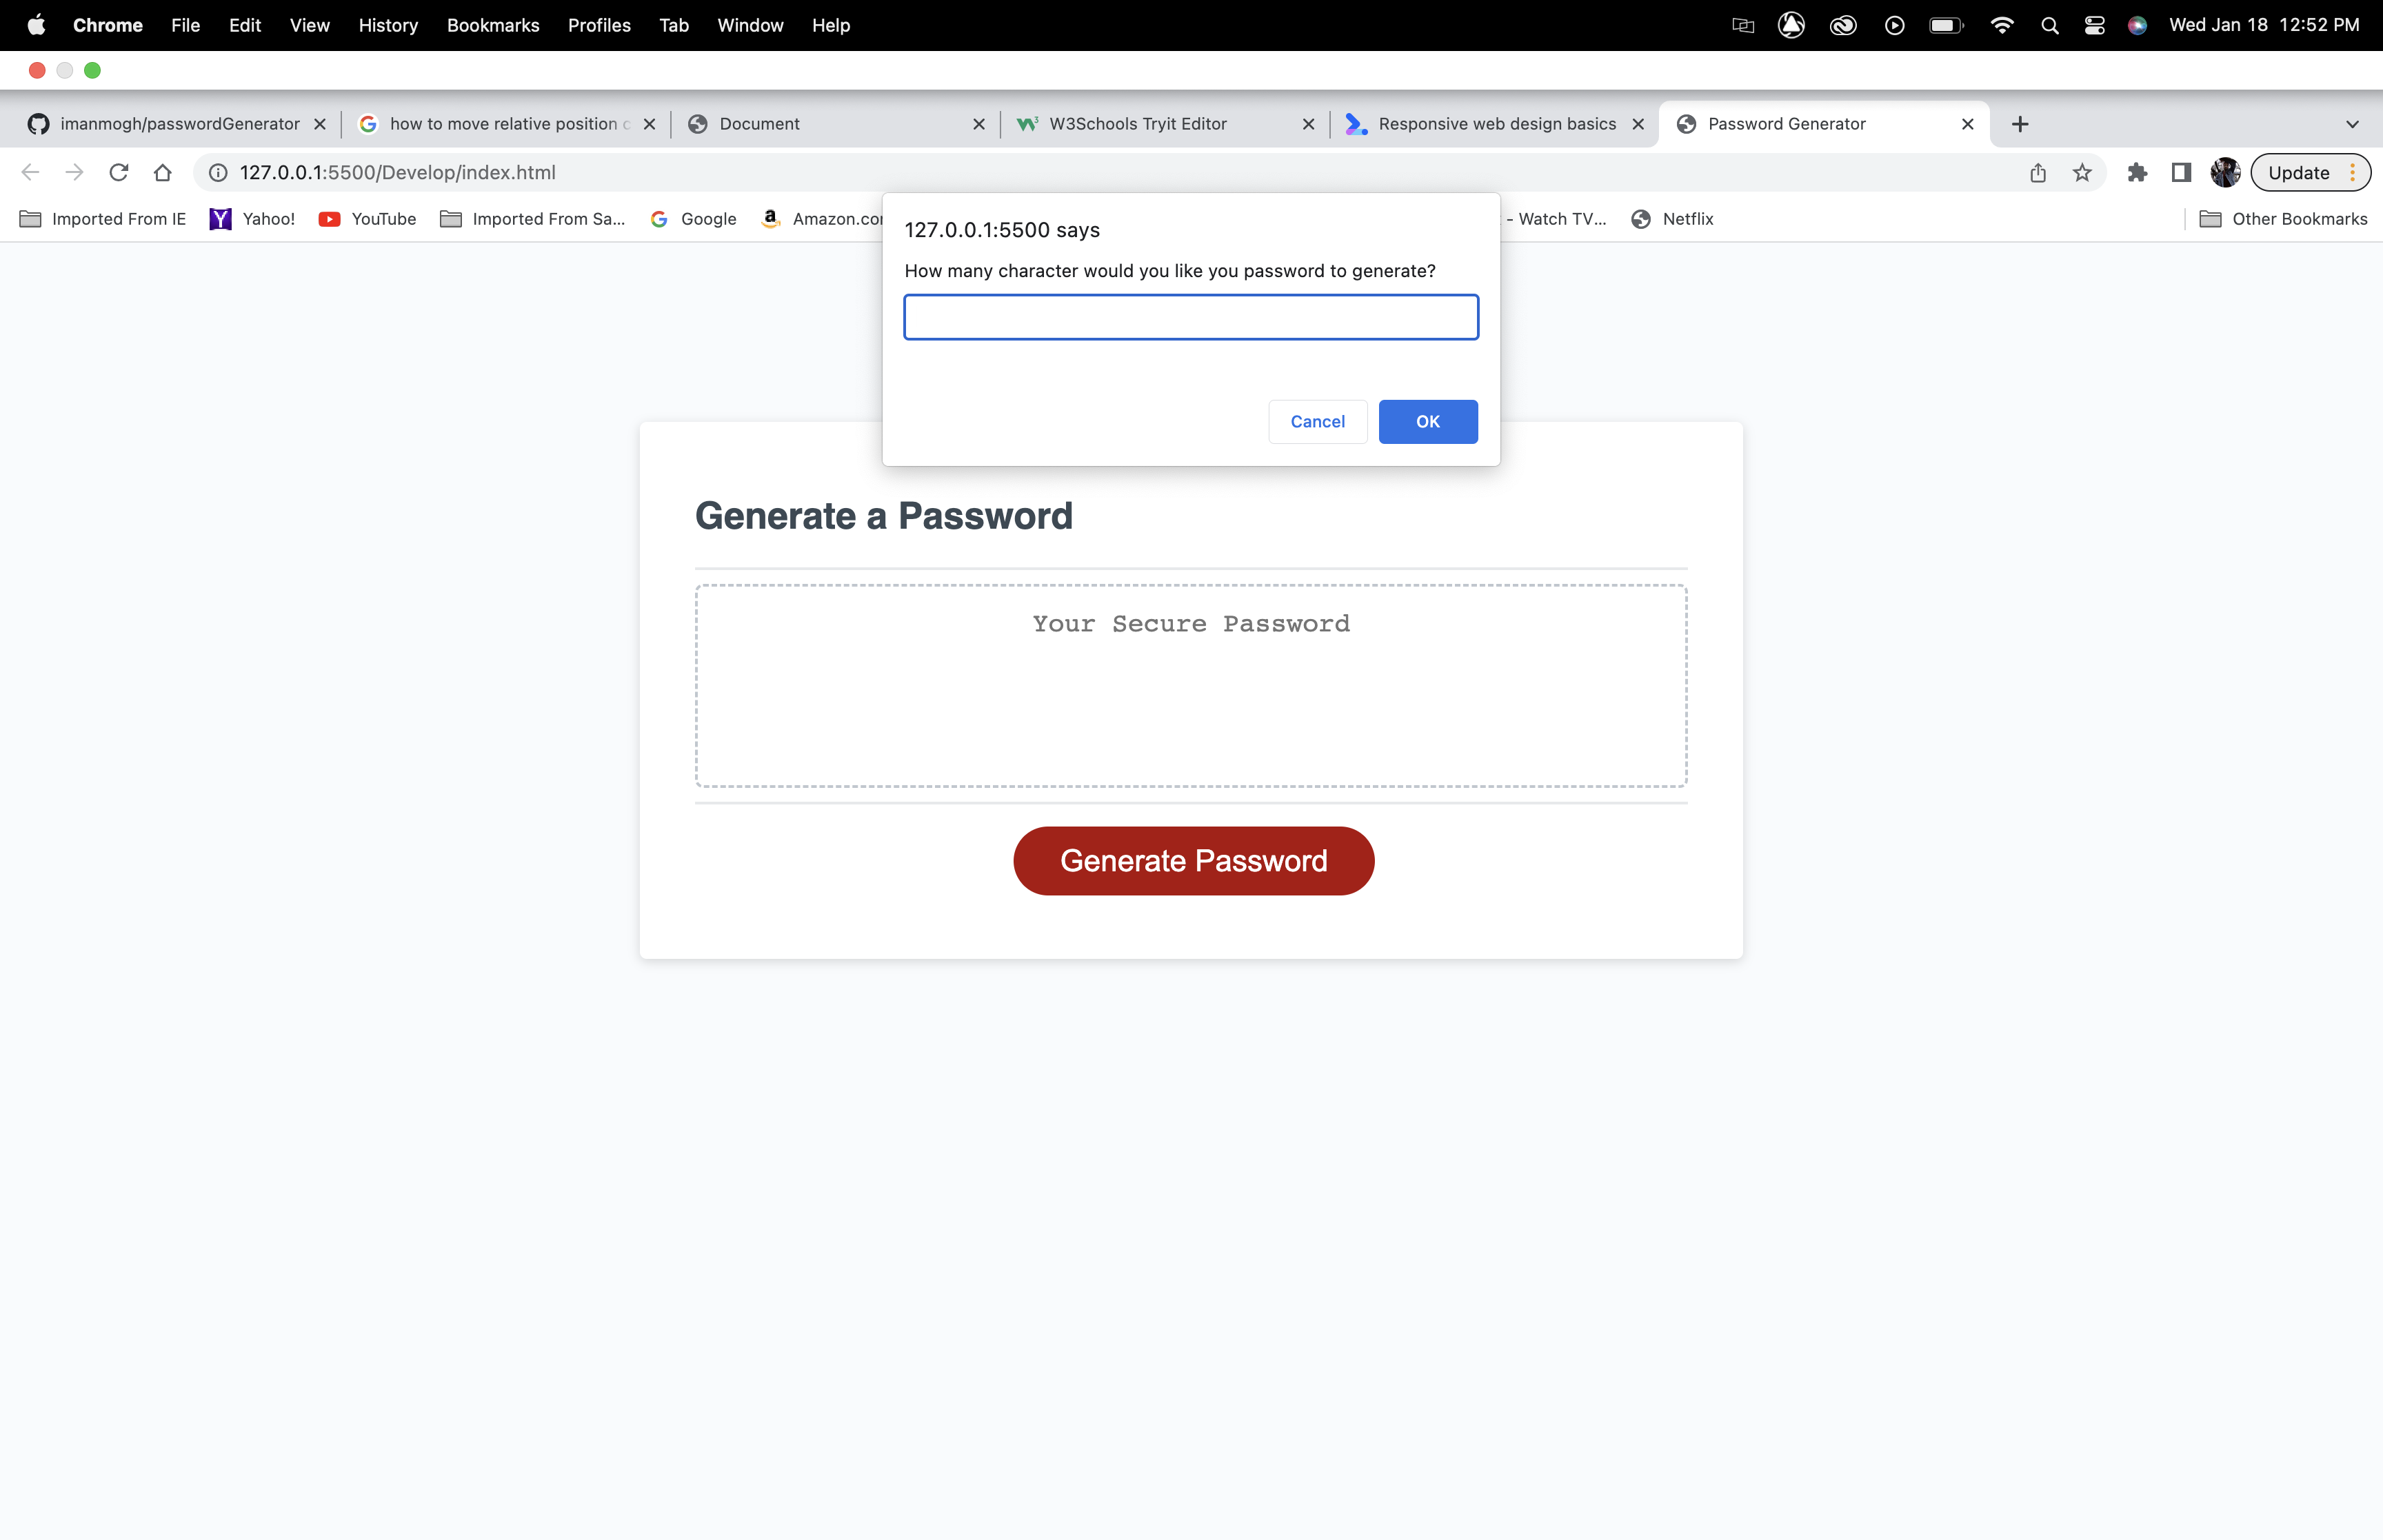 Chrome File Edit View History Bookmarks Profiles Tab Window Help Wed Jan 18 12:52 PM
imanmogh/passwordGenerator how to move relative position Document W3Schools Tryit Editor Responsive web design basics Password Generator
127.0.0.1:5500/Develop/index.html Update
Imported From IE Yahoo! YouTube Imported From Sa... Google Amazon.co - Watch TV... Netflix Other Bookmarks
127.0.0.1:5500 says
How many character would you like you password to generate?
Cancel OK
Generate a Password
Your Secure Password
Generate Password